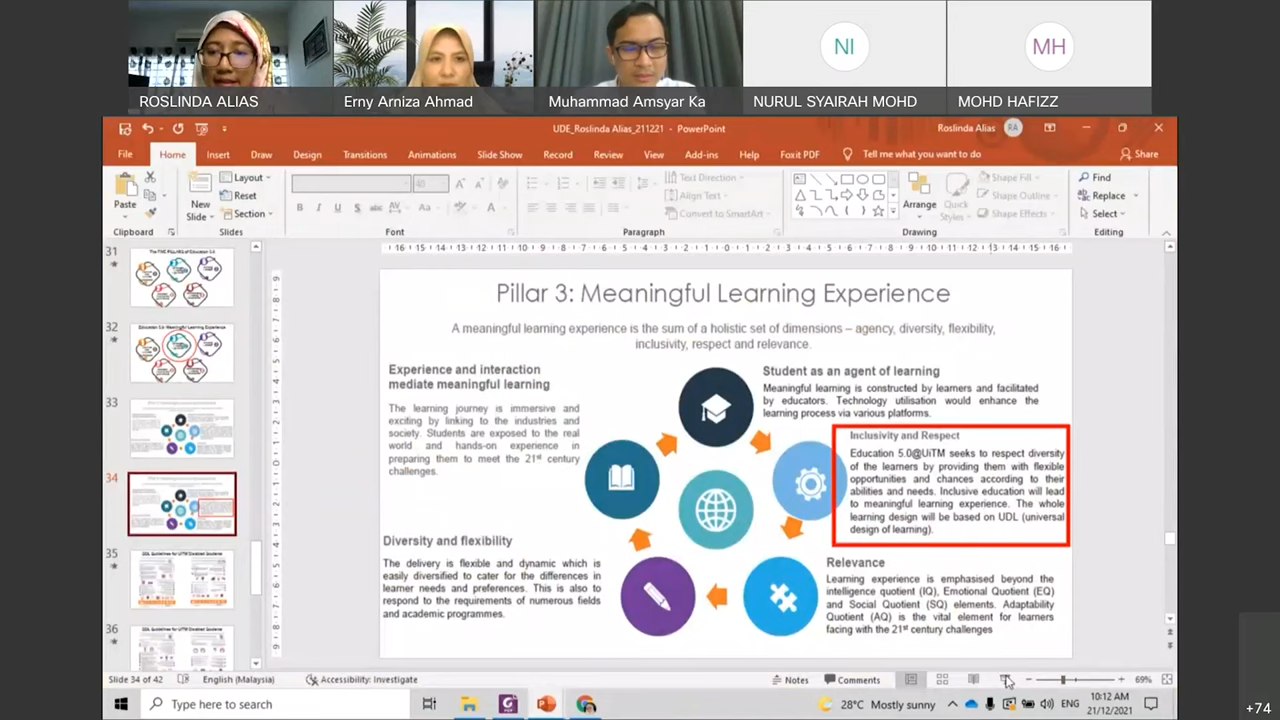 NI
MH
ROSLINDA ALIAS
Erny Arniza Ahmad
Muhammad Amsyar Ka
NURUL SYAIRAH MOHD
MOHD HAFIZZ
UDE_Roslinda Alias_211221 - PowerPoint
Roslinda Alias
RA
File
Home
Insert
Draw
Design
Transitions
Animations
Slide Show
Record
Review
View
Add-ins
Help
Foxit PDF
Tell me what you want to do
Share
Paste
New
Slide
Layout
Reset
Section
Text Direction
Align Text
Convert to SmartArt
Arrange
Quick
Styles
Shape Fill
Shape Outline
Shape Effects
Find
Replace
Select
Clipboard
Slides
Font
Paragraph
Drawing
Editing
31
32
33
34
35
36
Pillar 3: Meaningful Learning Experience
A meaningful learning experience is the sum of a holistic set of dimensions – agency, diversity, flexibility,
inclusivity, respect and relevance.
Experience and interaction
mediate meaningful learning
The learning journey is immersive and
exciting by linking to the industries and
society. Students are exposed to the real
world and hands-on experience in
preparing them to meet the 21st century
challenges.
Student as an agent of learning
Meaningful learning is constructed by learners and facilitated
by educators. Technology utilisation would enhance the
learning process via various platforms.
Inclusivity and Respect
Education 5.0@UiTM seeks to respect diversity
of the learners by providing them with flexible
opportunities and chances according to their
abilities and needs. Inclusive education will lead
to meaningful learning experience. The whole
learning design will be based on UDL (universal
design of learning).
Diversity and flexibility
The delivery is flexible and dynamic which is
easily diversified to cater for the differences in
learner needs and preferences. This is also to
respond to the requirements of numerous fields
and academic programmes.
Relevance
Learning experience is emphasised beyond the
intelligence quotient (IQ), Emotional Quotient (EQ)
and Social Quotient (SQ) elements. Adaptability
Quotient (AQ) is the vital element for learners
facing with the 21st century challenges
Slide 34 of 42
English (Malaysia)
Accessibility: Investigate
Notes
Comments
69%
Type here to search
28°C Mostly sunny
ENG
10:12 AM
21/12/2021
+74